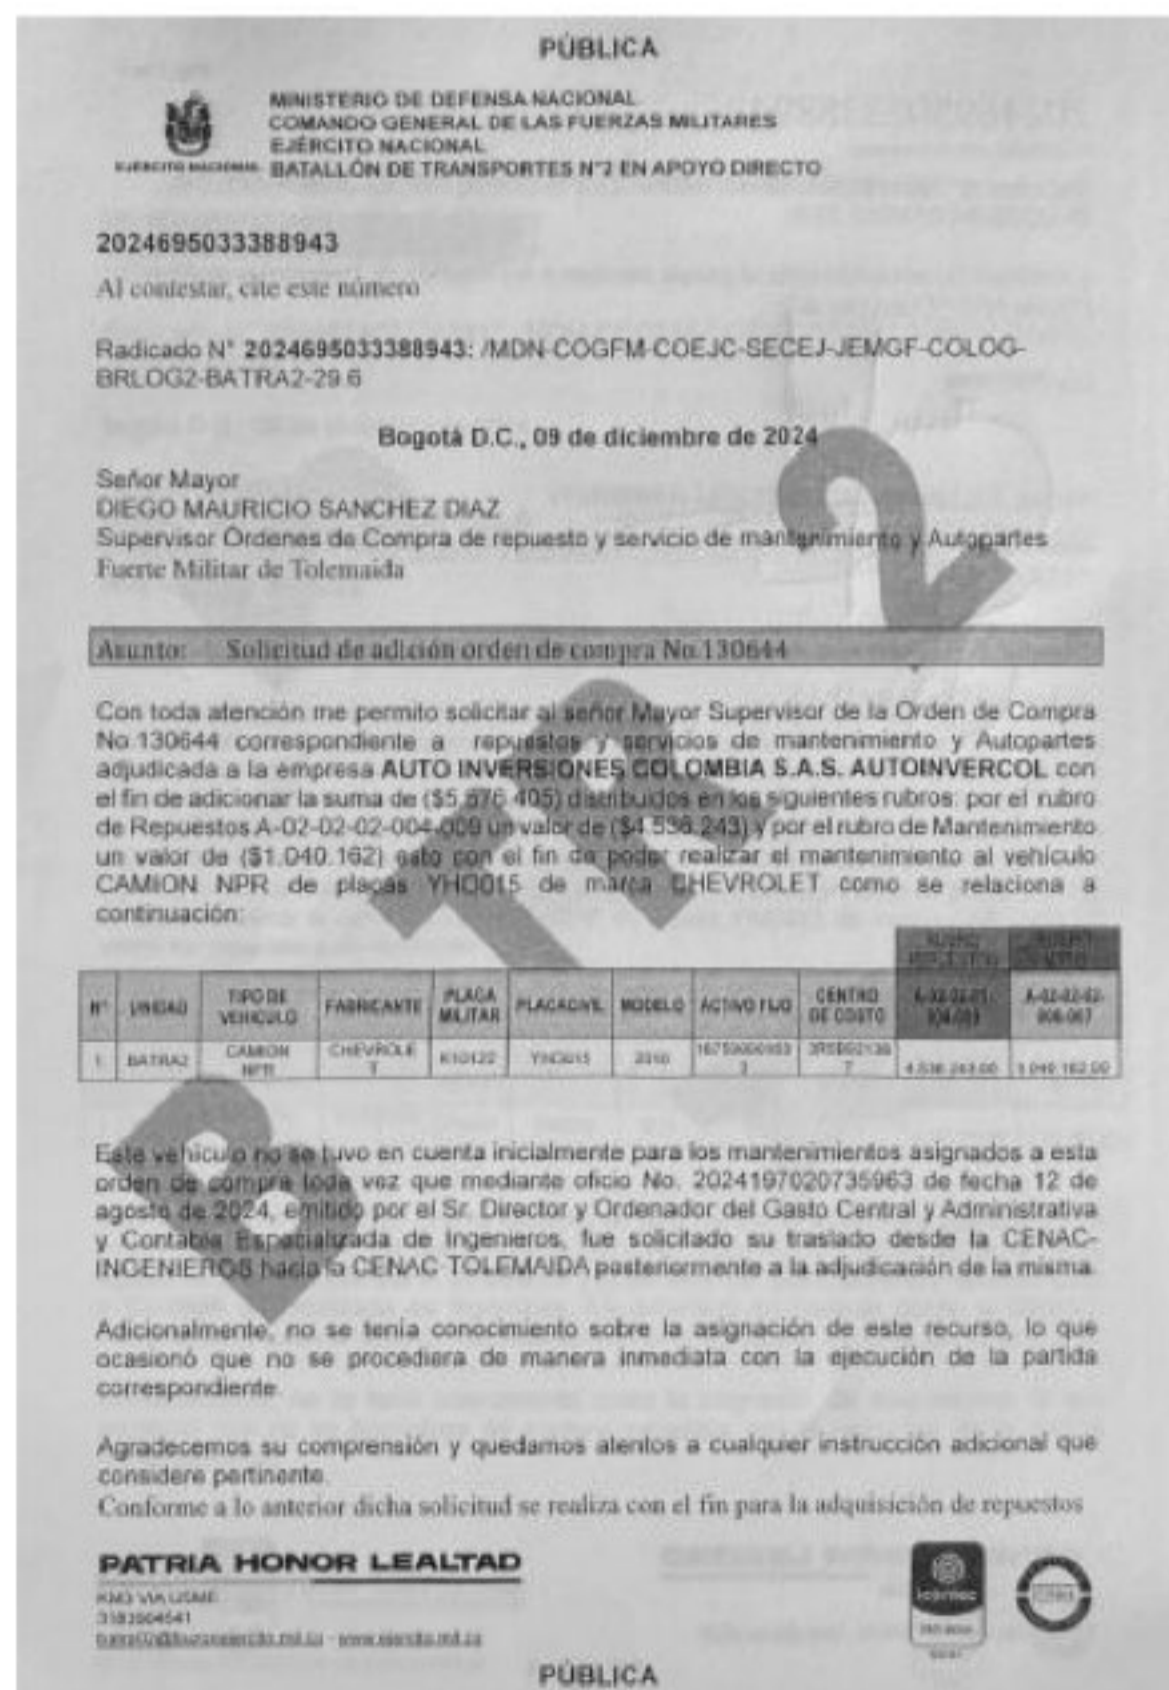 PÚBLICA
MINISTERIO DE DEFENSA NACIONAL
COMANDO GENERAL DE LAS FUERZAS MILITARES
EJÉRCITO NACIONAL
EJÉRCITO NACIONAL BATALLÓN DE TRANSPORTES N°2 EN APOYO DIRECTO
2024695033388943
Al contestar, cite este número
Radicado N° 2024695033388943: /MDN-COGFM-COEJC-SECEJ-JEMGF-COLOG-
BRLOG2-BATRA2-29.6
Bogotá D.C., 09 de diciembre de 2024
Señor Mayor
DIEGO MAURICIO SANCHEZ DIAZ
Supervisor Órdenes de Compra de repuesto y servicio de mantenimiento y Autopartes
Fuerte Militar de Tolemaida
Asunto: Solicitud de adición orden de compra No.130644
Con toda atención me permito solicitar al señor Mayor Supervisor de la Orden de Compra
No.130644 correspondiente a repuestos y servicios de mantenimiento y Autopartes
adjudicada a la empresa AUTO INVERSIONES COLOMBIA S.A.S. AUTOINVERCOL con
el fin de adicionar la suma de ($5.576.405) distribuidos en los siguientes rubros: por el rubro
de Repuestos A-02-02-02-004-009 un valor de ($4.536.243) y por el rubro de Mantenimiento
un valor de ($1.040.162) esto con el fin de poder realizar el mantenimiento al vehículo
CAMION NPR de placas de marca CHEVROLET como se relaciona a
continuación:
N° UNIDAD TIPO DE VEHICULO FABRICANTE PLACA MILITAR PLACA CIVIL MODELO ACTIVO FIJO CENTRO DE COSTO
1 BATRA2 CAMION NPR CHEVROLET 4.536.243.00 1.040.162.00
Este vehículo no se tuvo en cuenta inicialmente para los mantenimientos asignados a esta
orden de compra toda vez que mediante oficio No. 2024197020735963 de fecha 12 de
agosto de 2024, emitido por el Sr. Director y Ordenador del Gasto Central y Administrativa
y Contable Especializada de Ingenieros, fue solicitado su traslado desde la CENAC-
INGENIEROS hacia la CENAC TOLEMAIDA posteriormente a la adjudicación de la misma.
Adicionalmente, no se tenía conocimiento sobre la asignación de este recurso, lo que
ocasionó que no se procediera de manera inmediata con la ejecución de la partida
correspondiente.
Agradecemos su comprensión y quedamos atentos a cualquier instrucción adicional que
considere pertinente.
Conforme a lo anterior dicha solicitud se realiza con el fin para la adquisición de repuestos
PATRIA HONOR LEALTAD
VIA USME
icontec
PÚBLICA